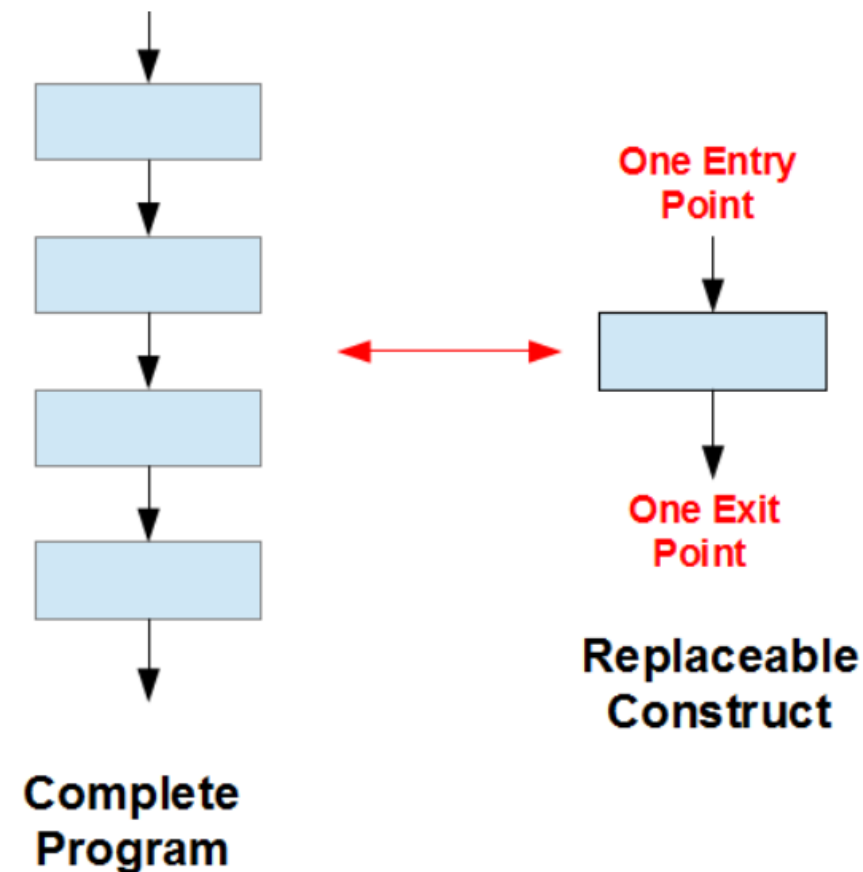 One Entry
Point
One Exit
Point
Replaceable
Construct
Complete
Program